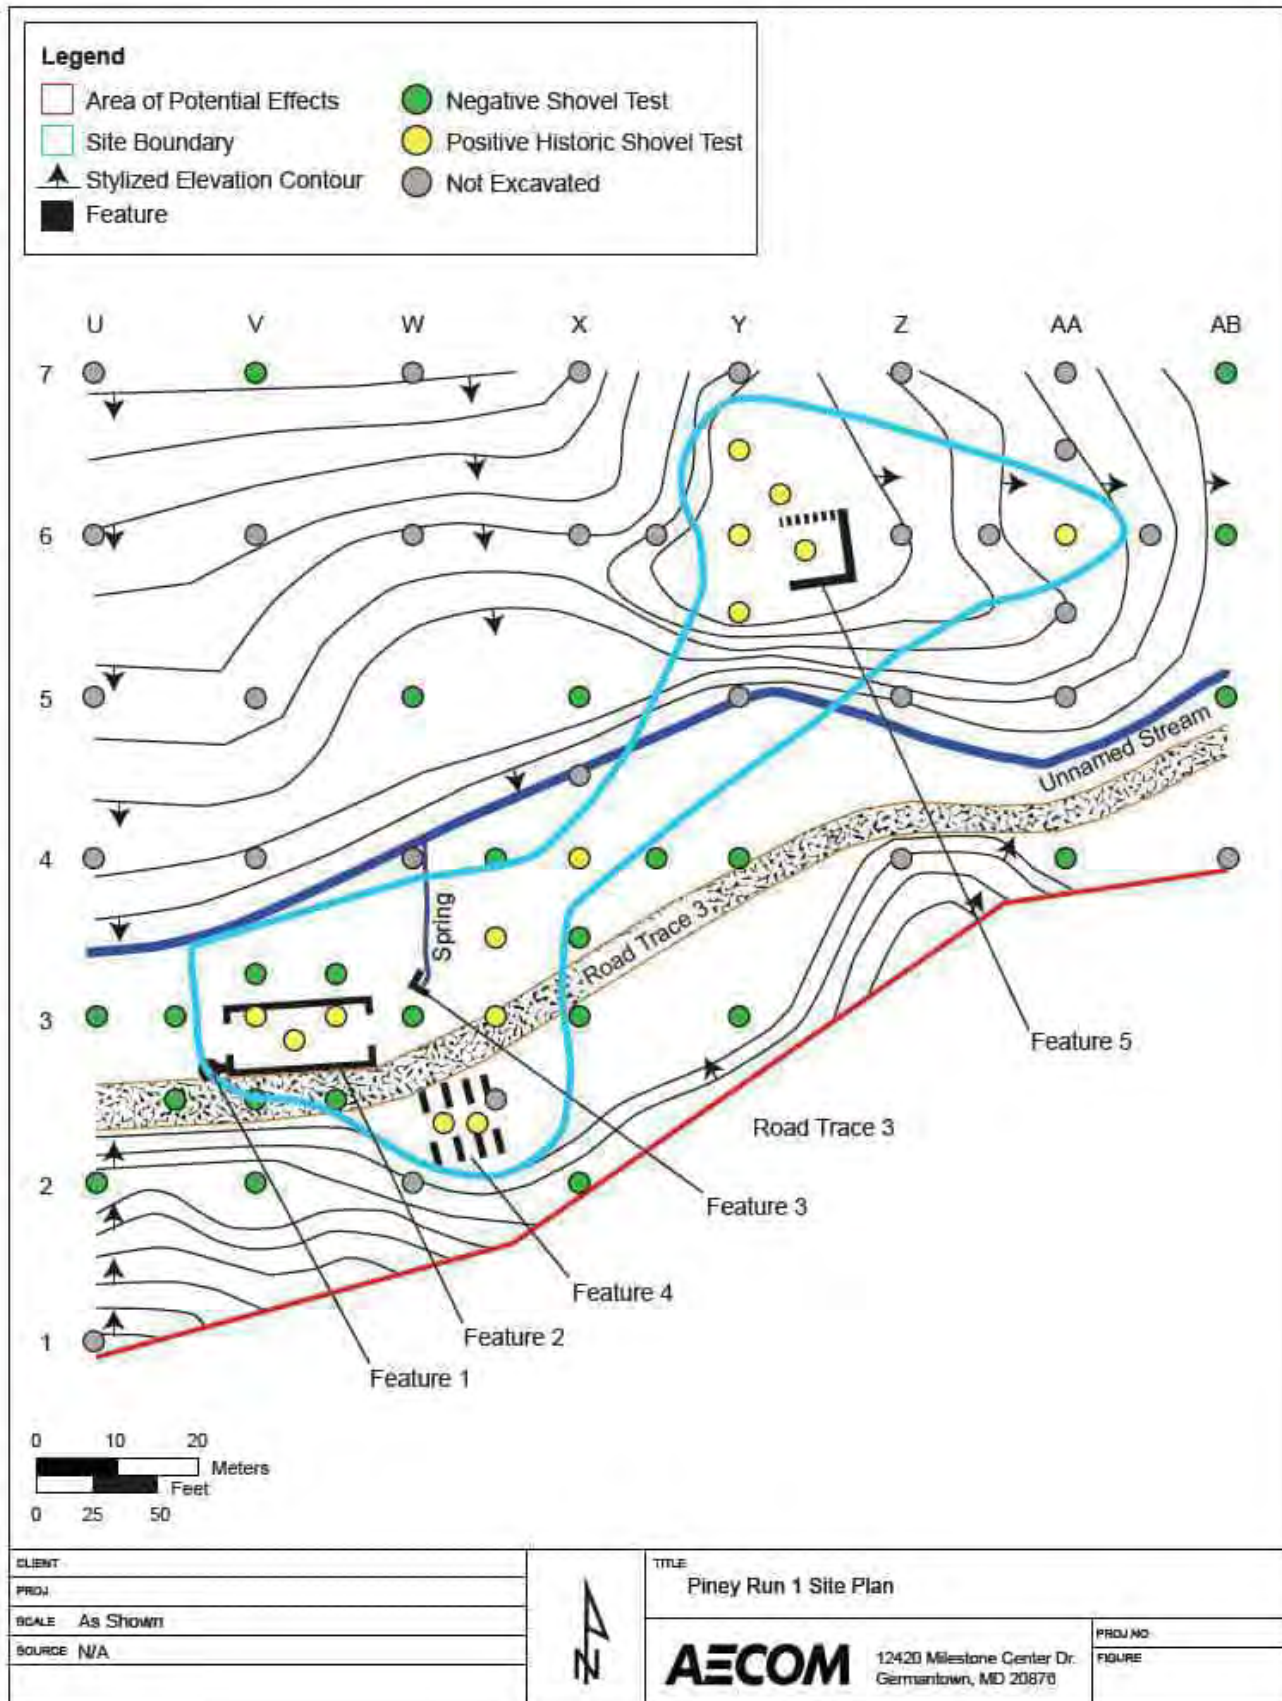 Legend
Area of Potential Effects
Negative Shovel Test
Site Boundary
Positive Historic Shovel Test
Stylized Elevation Contour
Not Excavated
Feature
U V W X Y Z AA AB
7
6
5
Unnamed Stream
4
Spring
Road Trace 3
3
Feature 5
Road Trace 3
2
Feature 3
Feature 4
Feature 2
1
Feature 1
0 10 20
Meters
Feet
0 25 50
CLIENT
PROJ
SCALE As Shown
SOURCE N/A
N
TITLE
Piney Run 1 Site Plan
AECOM
12420 Milestone Center Dr.
Germantown, MD 20876
PROJ NO
FIGURE